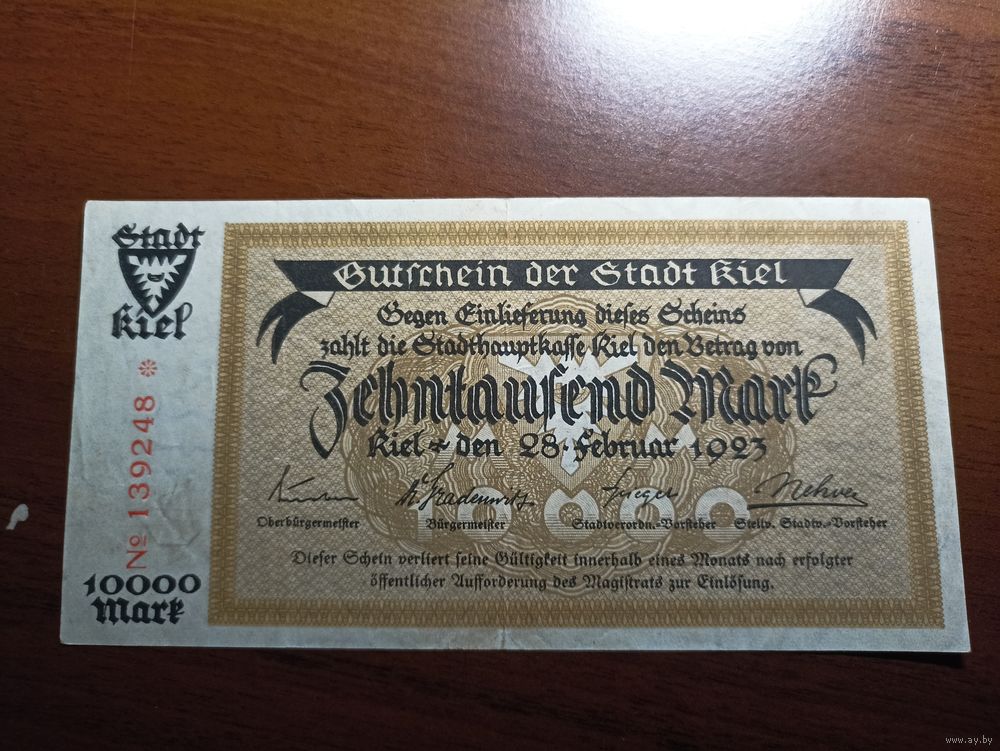 Stadt
Kiel
№ 139248 *
10000
Mark
Gutschein der Stadt Kiel
Gegen Einlieferung dieses Scheins
zahlt die Stadthauptkasse Kiel den Betrag von
Zehntausend Mark
Kiel den 28. Februar 1923
10000
Oberbürgermeister
Bürgermeister
Stadtverordn.-Vorsteher
Stellv. Stadtv.-Vorsteher
Dieser Schein verliert seine Gültigkeit innerhalb eines Monats nach erfolgter
öffentlicher Aufforderung des Magistrats zur Einlösung.
www.ay.by